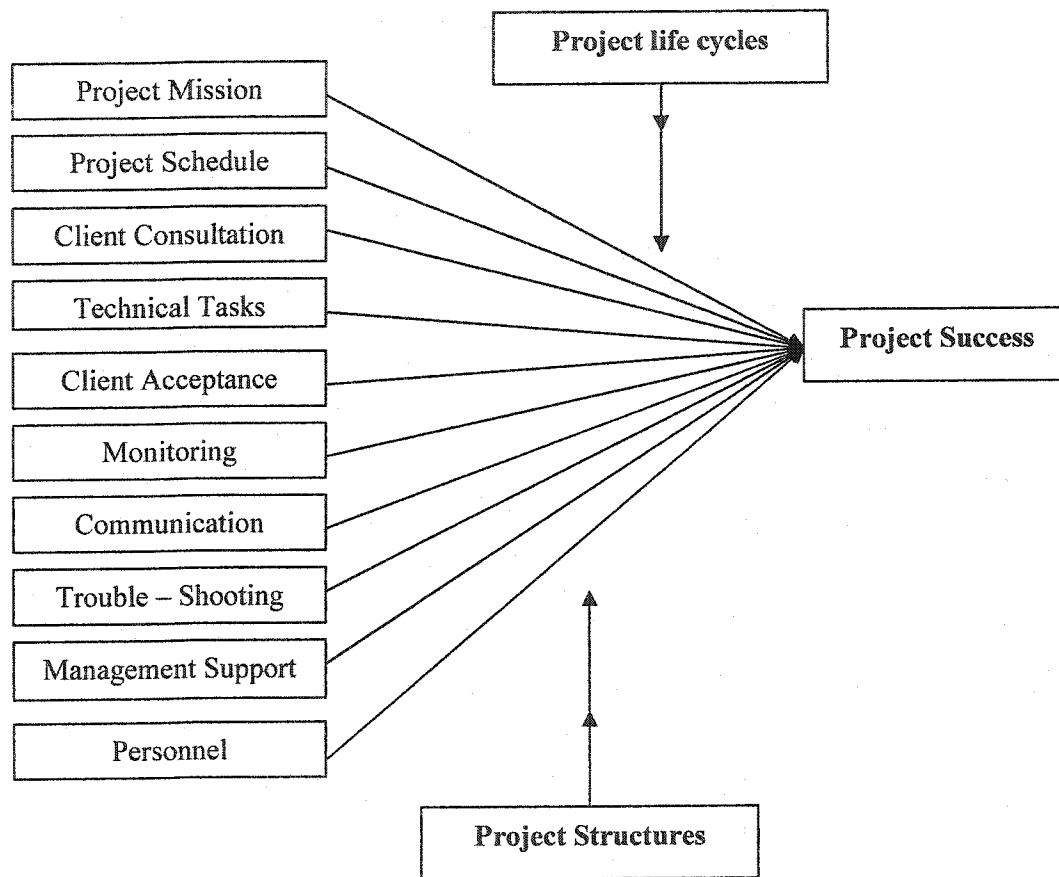 Project life cycles
Project Mission
Project Schedule
Client Consultation
Technical Tasks
Client Acceptance
Monitoring
Communication
Trouble – Shooting
Management Support
Personnel
Project Success
Project Structures